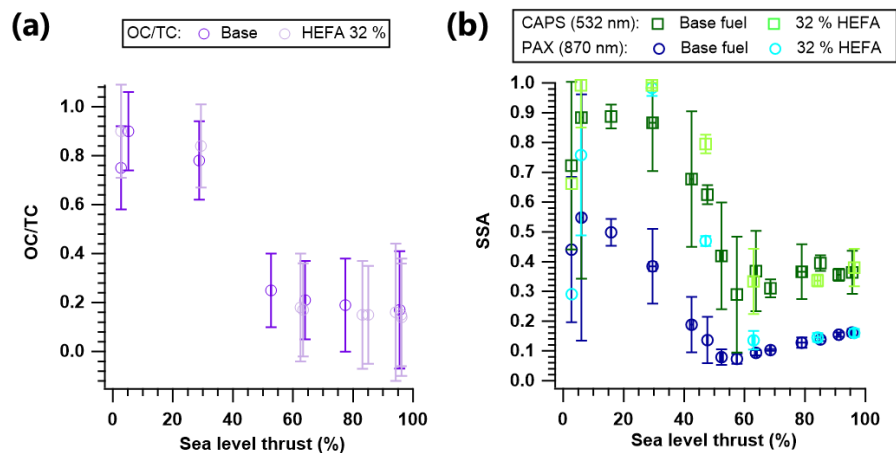 (a)
OC/TC: Base HEFA 32 %
OC/TC
1.0
0.8
0.6
0.4
0.2
0.0
0 20 40 60 80 100
Sea level thrust (%)
(b)
CAPS (532 nm): Base fuel 32 % HEFA
PAX (870 nm): Base fuel 32 % HEFA
SSA
1.0
0.9
0.8
0.7
0.6
0.5
0.4
0.3
0.2
0.1
0.0
0 20 40 60 80 100
Sea level thrust (%)